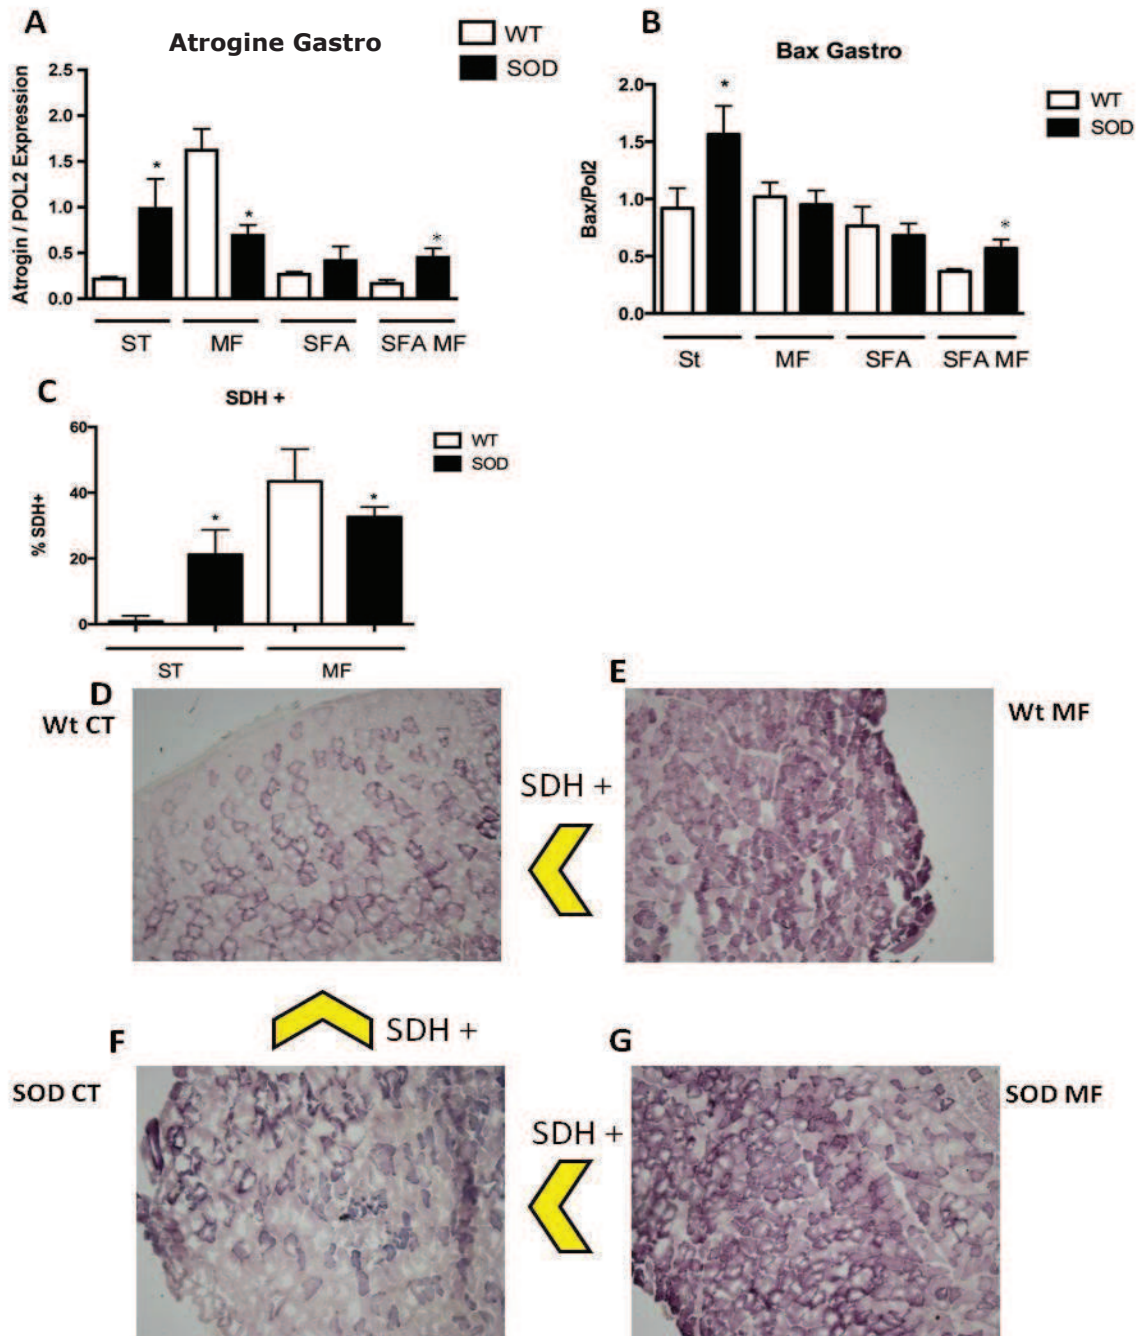 A
Atrogine Gastro
WT
SOD
Atrogin / POL2 Expression
2.5
2.0
1.5
1.0
0.5
0.0
*
*
*
ST MF SFA SFA MF
B
Bax Gastro
WT
SOD
Bax/Pol2
2.0
1.5
1.0
0.5
0.0
*
*
St MF SFA SFA MF
C
SDH +
WT
SOD
% SDH+
60
40
20
0
*
*
ST MF
D
Wt CT
E
Wt MF
SDH +
SDH +
F
SOD CT
G
SOD MF
SDH +